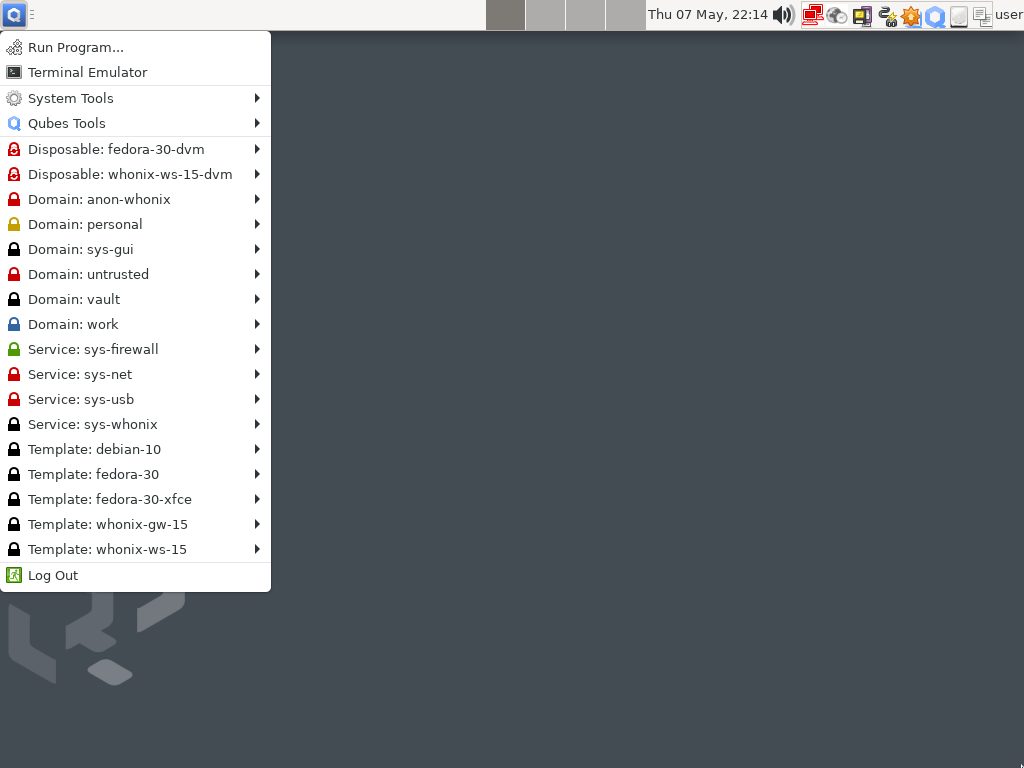 Thu 07 May, 22:14
user
Run Program...
Terminal Emulator
System Tools
Qubes Tools
Disposable: fedora-30-dvm
Disposable: whonix-ws-15-dvm
Domain: anon-whonix
Domain: personal
Domain: sys-gui
Domain: untrusted
Domain: vault
Domain: work
Service: sys-firewall
Service: sys-net
Service: sys-usb
Service: sys-whonix
Template: debian-10
Template: fedora-30
Template: fedora-30-xfce
Template: whonix-gw-15
Template: whonix-ws-15
Log Out